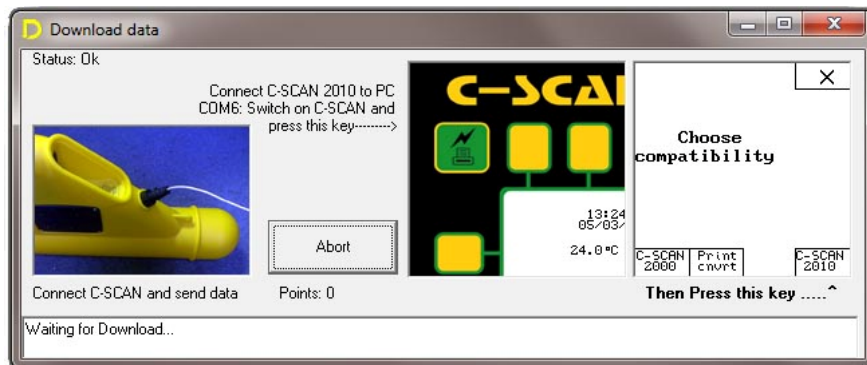 Download data
Status: Ok
Connect C-SCAN 2010 to PC
COM6: Switch on C-SCAN and
press this key-------->
C-SCA
13:24
05/03/
24.0°C
Choose
compatibility
C-SCAN
2000
Print
cnvrt
C-SCAN
2010
Abort
Connect C-SCAN and send data
Points: 0
Then Press this key .....^
Waiting for Download...